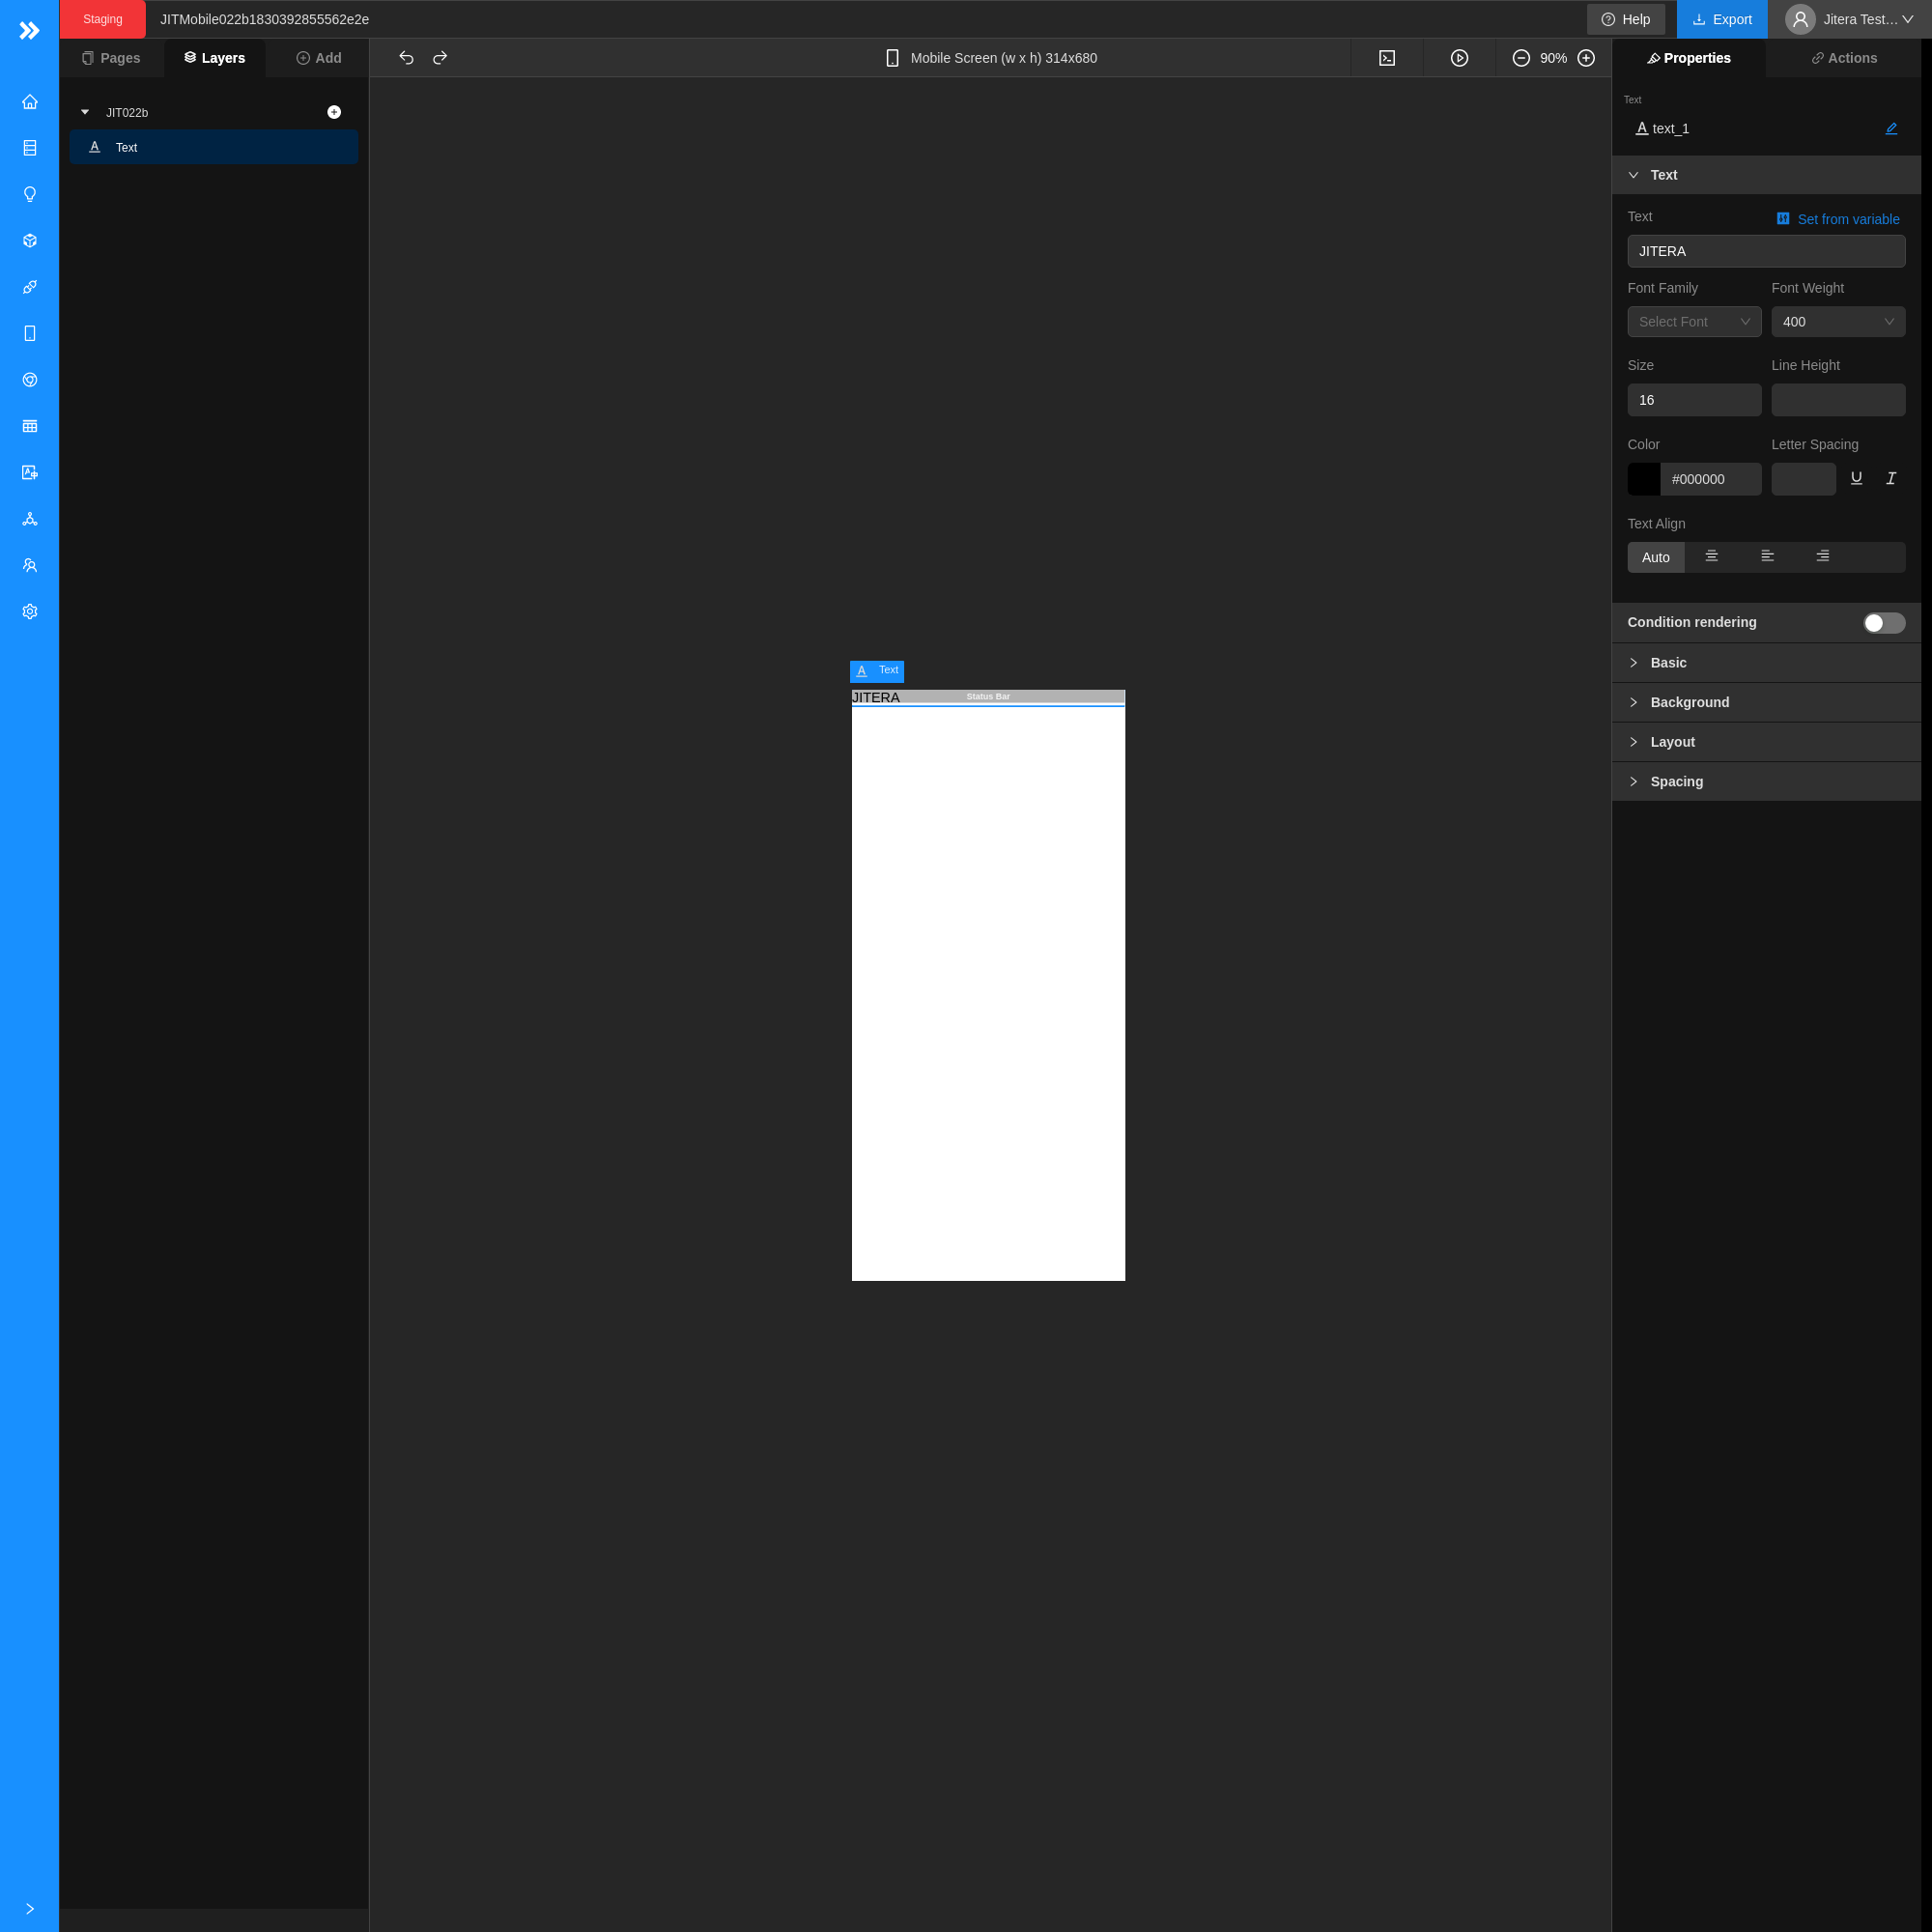 Staging
JITMobile022b1830392855562e2e
Help
Export
Jitera Test…
Pages
Layers
Add
Mobile Screen (w x h) 314x680
90%
Properties
Actions
JIT022b
Text
Text
text_1
Text
Text
Set from variable
JITERA
Font Family
Font Weight
Select Font
400
Size
Line Height
16
Color
Letter Spacing
#000000
Text Align
Auto
Condition rendering
Basic
Background
Layout
Spacing
Text
JITERA
Status Bar